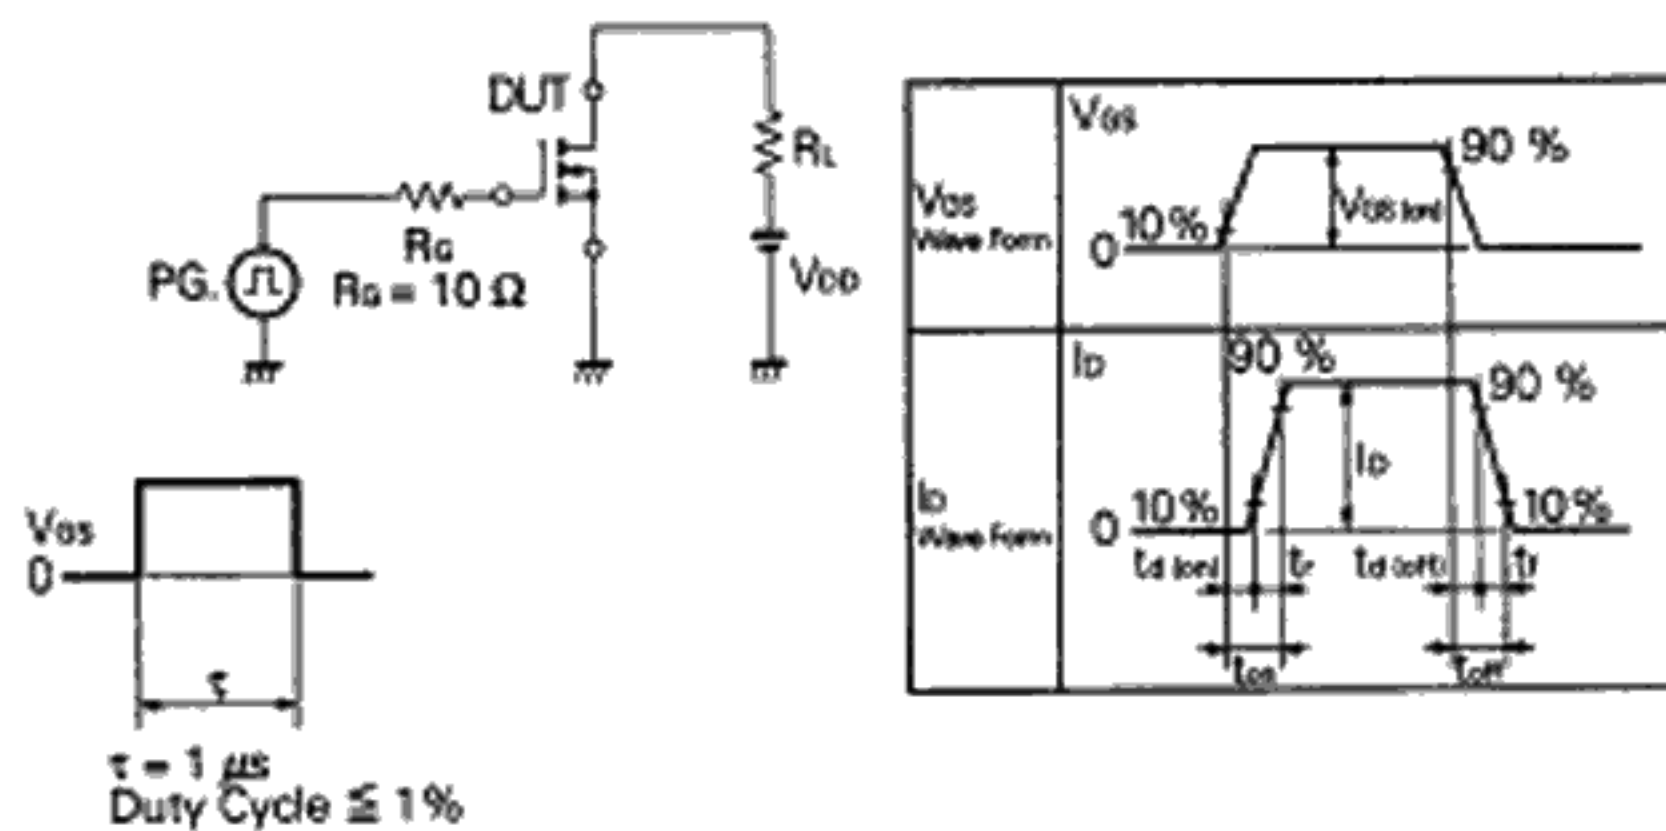 DUT
RL
RG
PG.
RG = 10 Ω
VDD
VGS
0
τ
τ = 1 μs
Duty Cycle ≦ 1%
VGS
Wave Form
VGS
90 %
10%
VGS (on)
0
ID
Wave Form
ID
90 %
90 %
ID
10%
0
10%
td (on)
tr
td (off)
tf
ton
toff